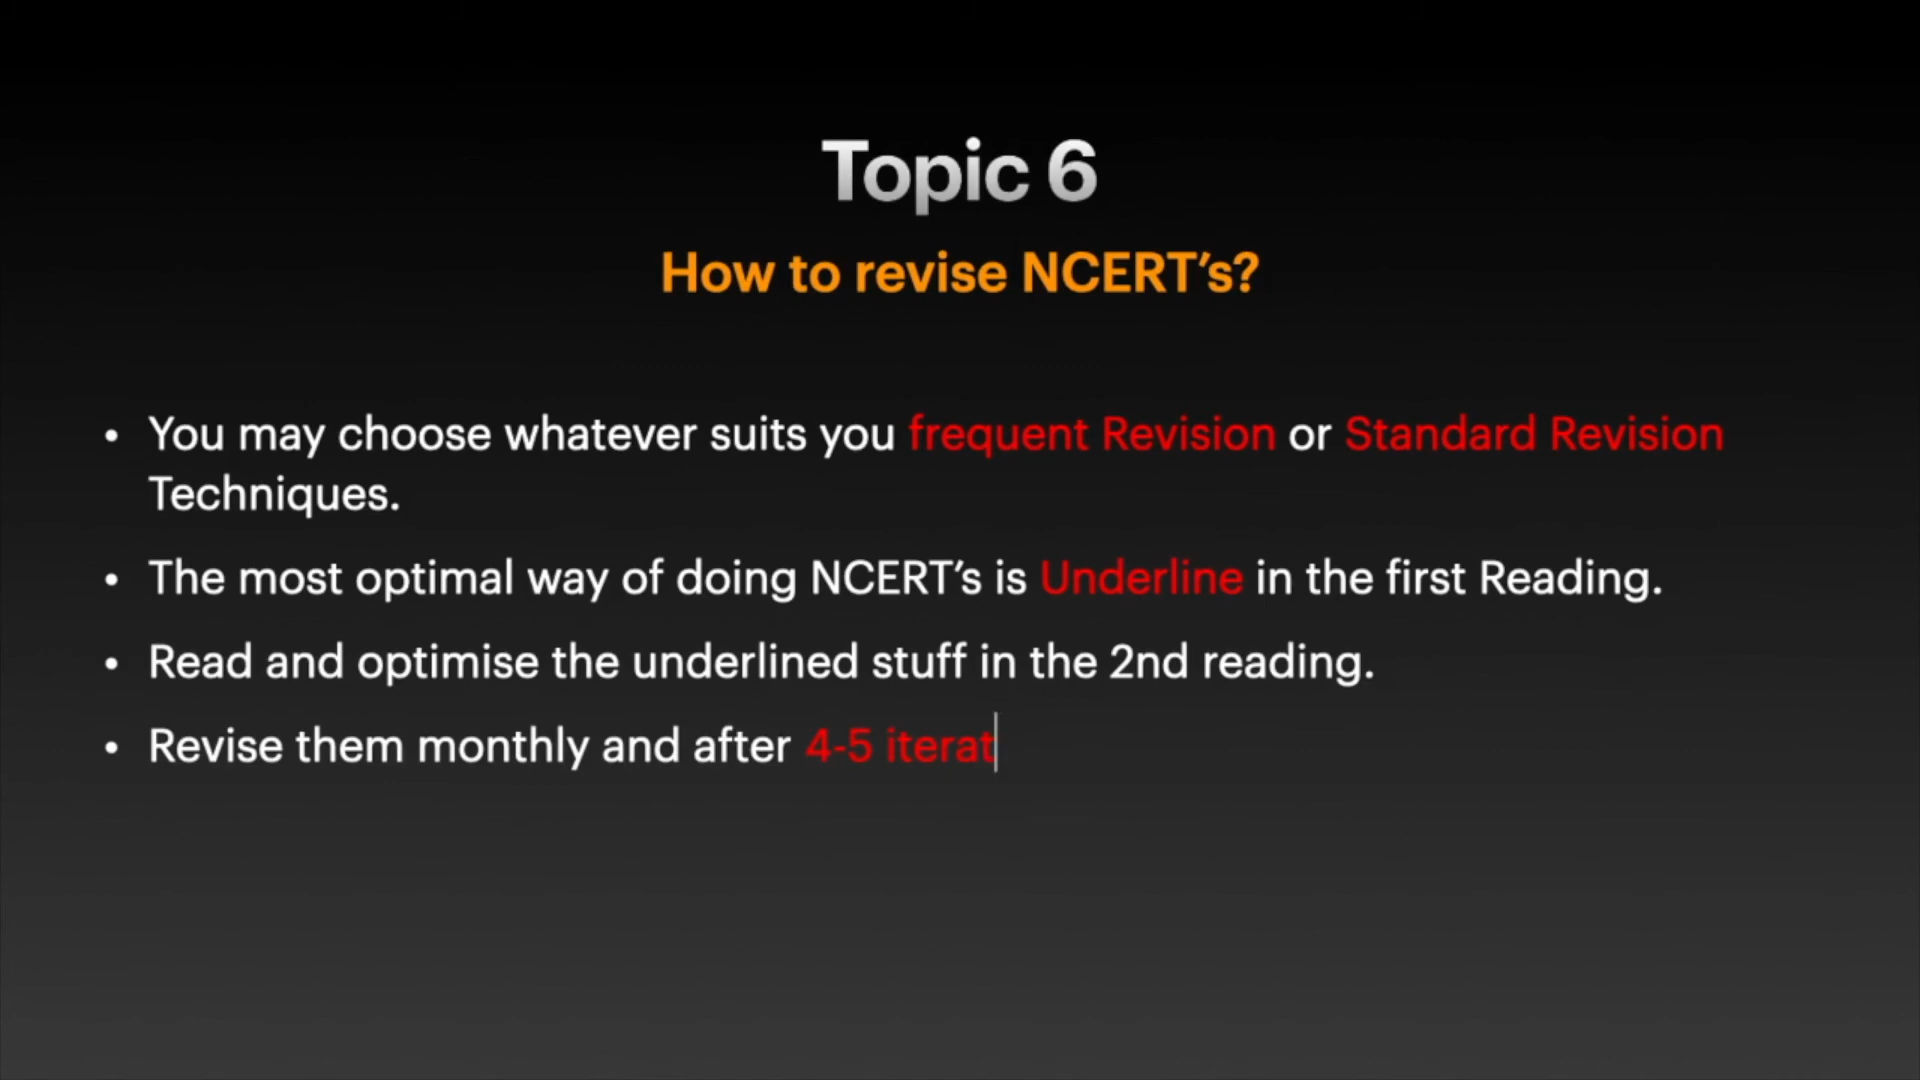 Topic 6
How to revise NCERT’s?
• You may choose whatever suits you frequent Revision or Standard Revision
Techniques.
• The most optimal way of doing NCERT’s is Underline in the first Reading.
• Read and optimise the underlined stuff in the 2nd reading.
• Revise them monthly and after 4-5 iterat